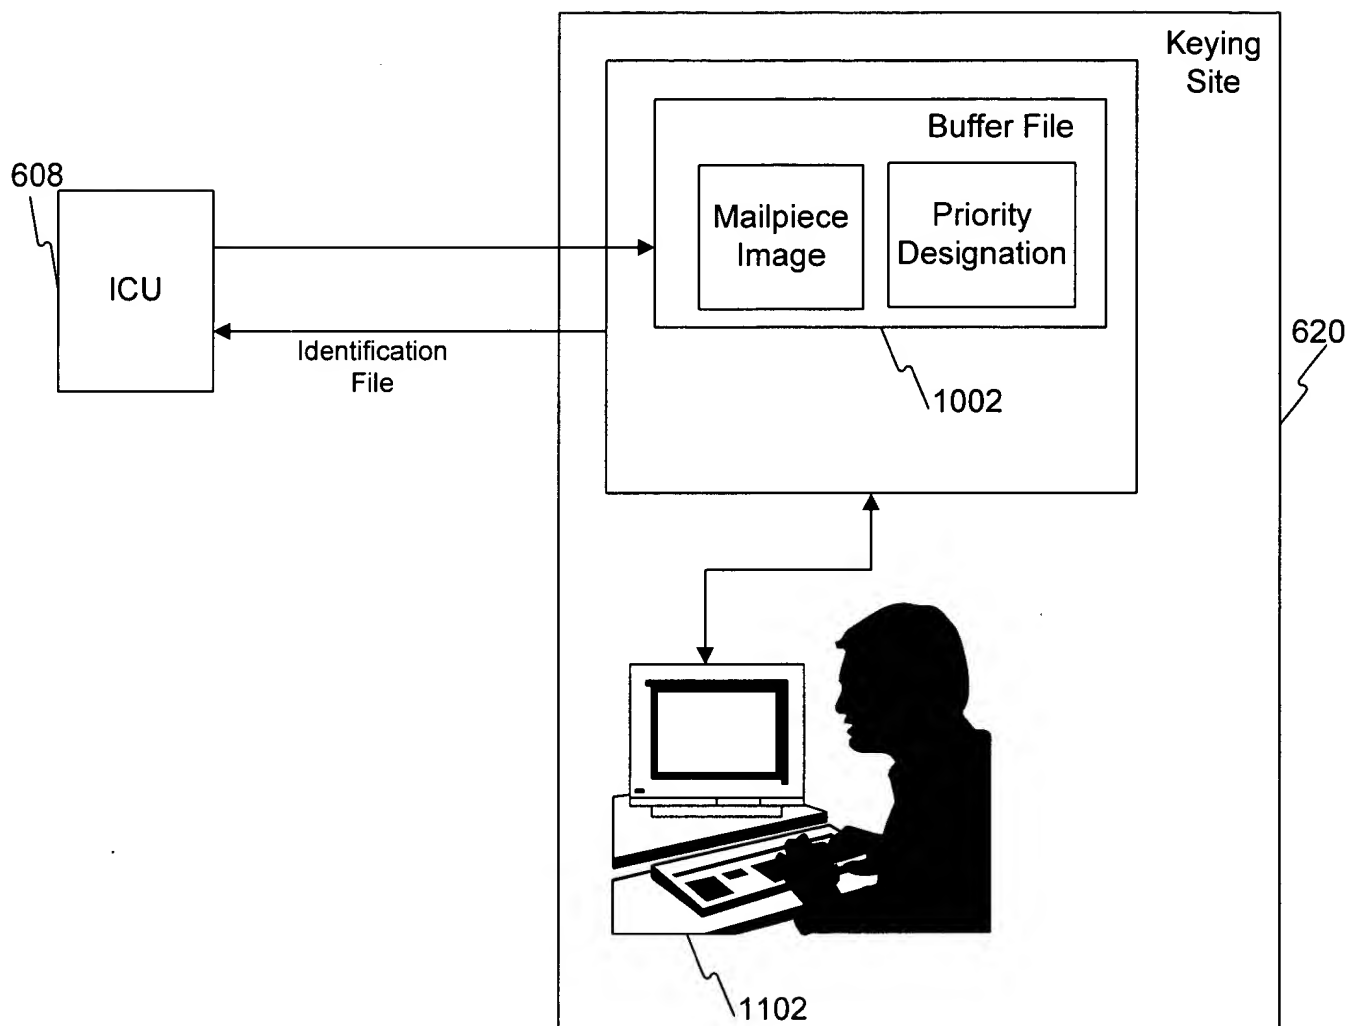 Keying
Site
Buffer File
Mailpiece
Image
Priority
Designation
608
ICU
Identification
File
620
1002
1102